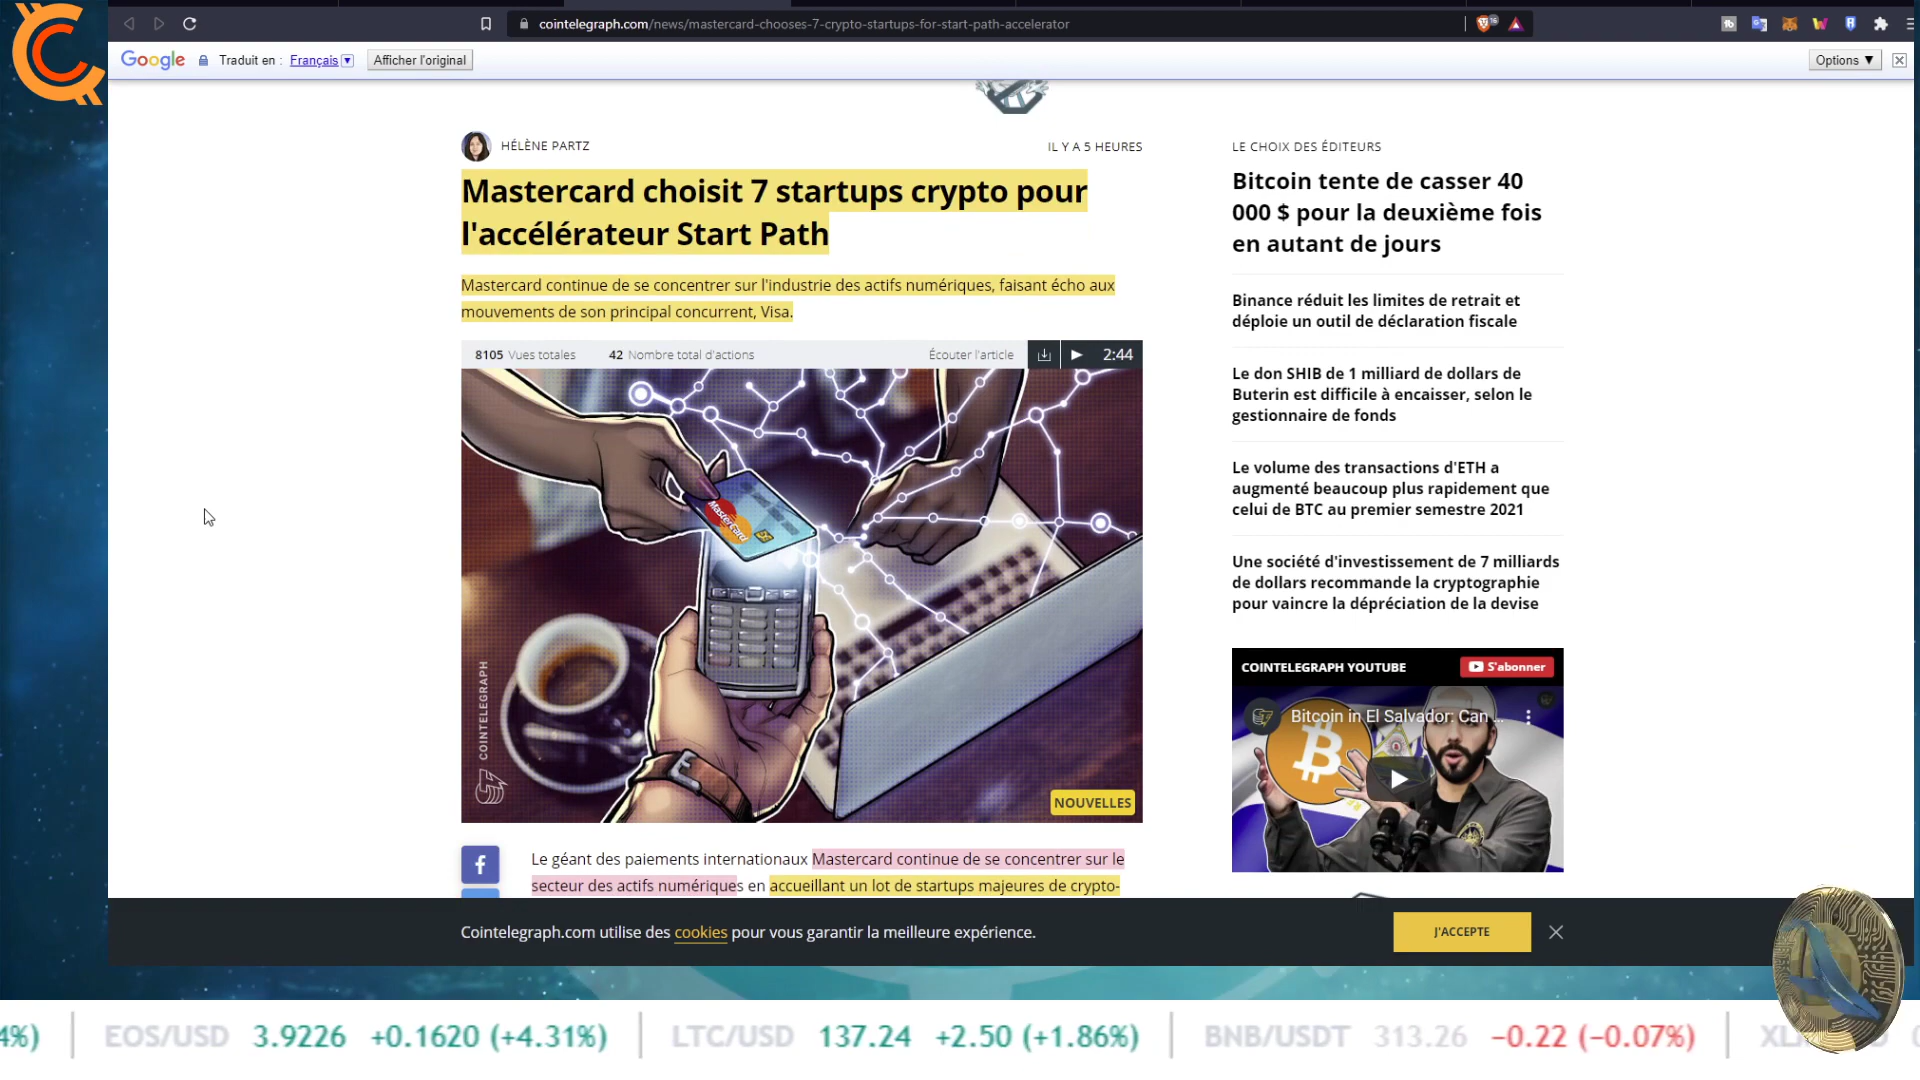 cointelegraph.com/news/mastercard-chooses-7-crypto-startups-for-start-path-accelerator
Google Traduit en : Français Afficher l'original Options
HÉLÈNE PARTZ
IL Y A 5 HEURES
Mastercard choisit 7 startups crypto pour
l'accélérateur Start Path
Mastercard continue de se concentrer sur l'industrie des actifs numériques, faisant écho aux
mouvements de son principal concurrent, Visa.
8105 Vues totales 42 Nombre total d'actions Écouter l'article 2:44
MasterCard
COINTELEGRAPH
NOUVELLES
Le géant des paiements internationaux Mastercard continue de se concentrer sur le
secteur des actifs numériques en accueillant un lot de startups majeures de crypto-
LE CHOIX DES ÉDITEURS
Bitcoin tente de casser 40
000 $ pour la deuxième fois
en autant de jours
Binance réduit les limites de retrait et
déploie un outil de déclaration fiscale
Le don SHIB de 1 milliard de dollars de
Buterin est difficile à encaisser, selon le
gestionnaire de fonds
Le volume des transactions d'ETH a
augmenté beaucoup plus rapidement que
celui de BTC au premier semestre 2021
Une société d'investissement de 7 milliards
de dollars recommande la cryptographie
pour vaincre la dépréciation de la devise
COINTELEGRAPH YOUTUBE S'abonner
Bitcoin in El Salvador: Can ...
Cointelegraph.com utilise des cookies pour vous garantir la meilleure expérience.
J'ACCEPTE
4%) EOS/USD 3.9226 +0.1620 (+4.31%) LTC/USD 137.24 +2.50 (+1.86%) BNB/USDT 313.26 −0.22 (−0.07%)